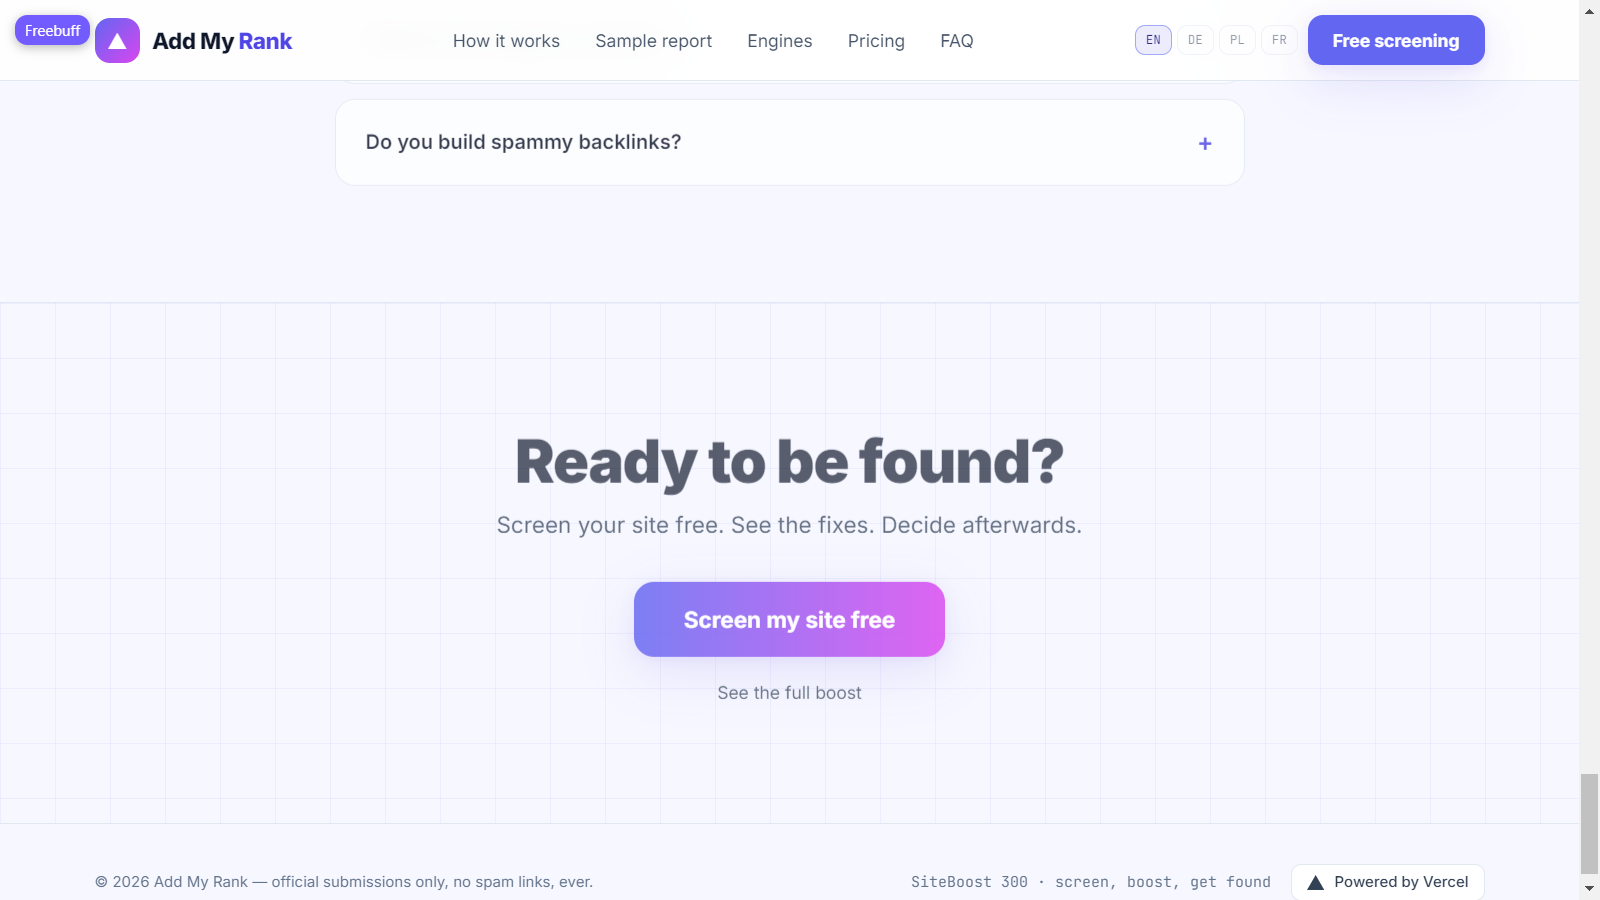 Freebuff
Add My Rank
How it works
Sample report
Engines
Pricing
FAQ
EN
DE
PL
FR
Free screening
Do you build spammy backlinks?
+
Ready to be found?
Screen your site free. See the fixes. Decide afterwards.
Screen my site free
See the full boost
© 2026 Add My Rank — official submissions only, no spam links, ever.
SiteBoost 300 · screen, boost, get found
Powered by Vercel